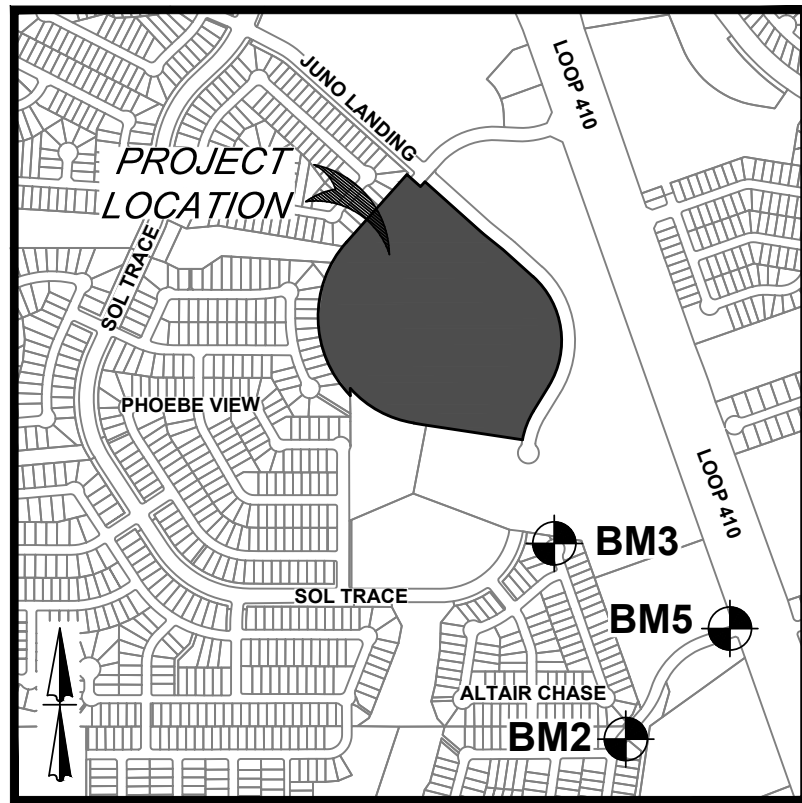 JUNO LANDING
LOOP 410
PROJECT
LOCATION
SOL TRACE
PHOEBE VIEW
LOOP 410
BM3
SOL TRACE
BM5
ALTAIR CHASE
BM2